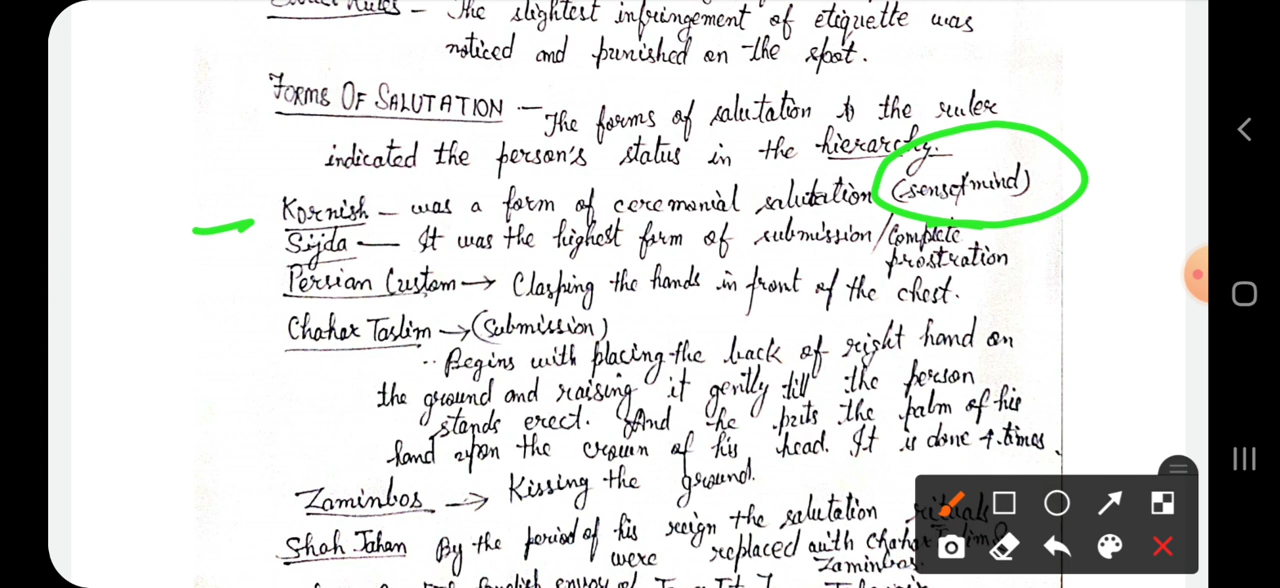 Rules – The slightest infringement of etiquette was
noticed and punished on the spot.
FORMS OF SALUTATION – The forms of salutation to the ruler
indicated the person's status in the hierarchy.
Kornish – was a form of ceremonial salutation (sensofmind)
Sijda – It was the highest form of submission/complete
prostration
Persian Custom → Clasping the hands in front of the chest.
Chahar Taslim → (Submission)
Begins with placing the back of right hand on
the ground and raising it gently till the person
stands erect. And he puts the palm of his
hand upon the crown of his head. It is done 4 times.
Zaminbos → Kissing the ground.
Shah Jahan By the period of his reign the salutation rituals
were replaced with Chahar
Zaminbos.